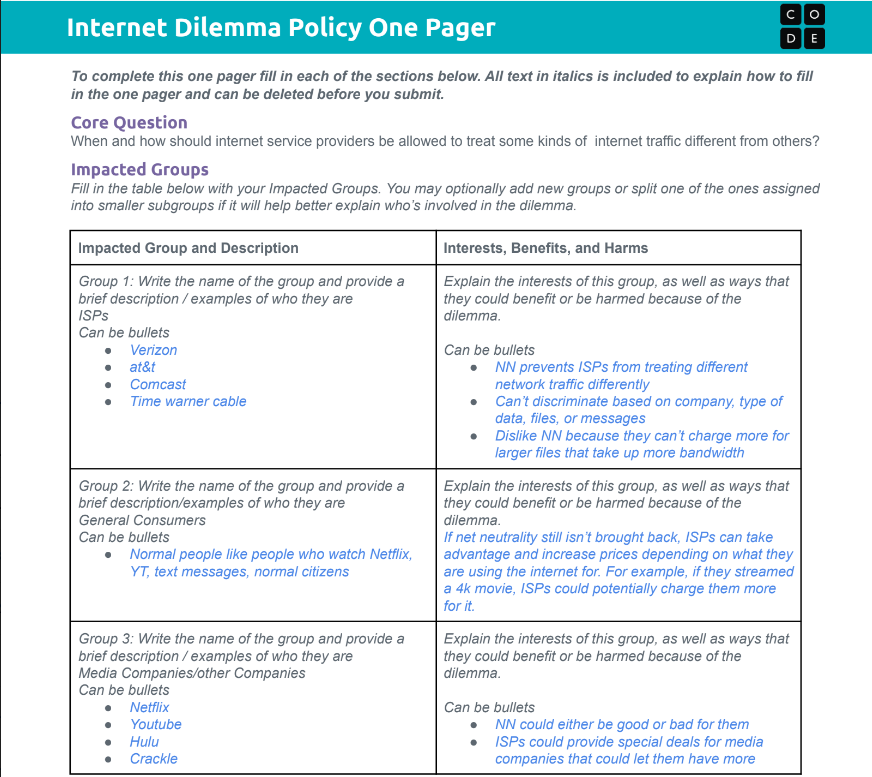 Internet Dilemma Policy One Pager
C O
D E
To complete this one pager fill in each of the sections below. All text in italics is included to explain how to fill
in the one pager and can be deleted before you submit.
Core Question
When and how should internet service providers be allowed to treat some kinds of  internet traffic different from others?
Impacted Groups
Fill in the table below with your Impacted Groups. You may optionally add new groups or split one of the ones assigned
into smaller subgroups if it will help better explain who's involved in the dilemma.
Impacted Group and Description
Interests, Benefits, and Harms
Group 1: Write the name of the group and provide a
brief description / examples of who they are
ISPs
Can be bullets
● Verizon
● at&t
● Comcast
● Time warner cable
Explain the interests of this group, as well as ways that
they could benefit or be harmed because of the
dilemma.
Can be bullets
● NN prevents ISPs from treating different
network traffic differently
● Can't discriminate based on company, type of
data, files, or messages
● Dislike NN because they can't charge more for
larger files that take up more bandwidth
Group 2: Write the name of the group and provide a
brief description/examples of who they are
General Consumers
Can be bullets
● Normal people like people who watch Netflix,
YT, text messages, normal citizens
Explain the interests of this group, as well as ways that
they could benefit or be harmed because of the
dilemma.
If net neutrality still isn't brought back, ISPs can take
advantage and increase prices depending on what they
are using the internet for. For example, if they streamed
a 4k movie, ISPs could potentially charge them more
for it.
Group 3: Write the name of the group and provide a
brief description / examples of who they are
Media Companies/other Companies
Can be bullets
● Netflix
● Youtube
● Hulu
● Crackle
Explain the interests of this group, as well as ways that
they could benefit or be harmed because of the
dilemma.
Can be bullets
● NN could either be good or bad for them
● ISPs could provide special deals for media
companies that could let them have more